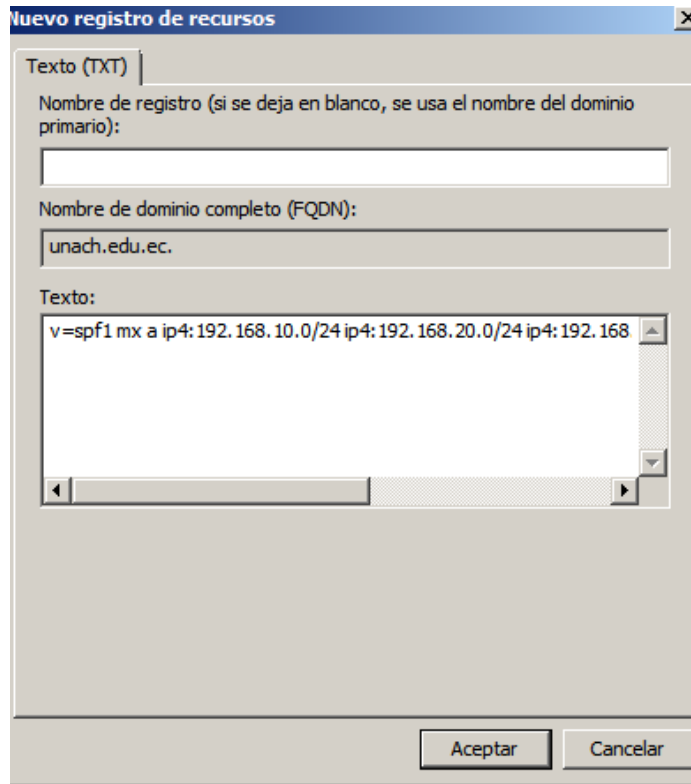 Nuevo registro de recursos
Texto (TXT)
Nombre de registro (si se deja en blanco, se usa el nombre del dominio
primario):
Nombre de dominio completo (FQDN):
unach.edu.ec.
Texto:
v=spf1 mx a ip4:192.168.10.0/24 ip4:192.168.20.0/24 ip4:192.168.
Aceptar
Cancelar